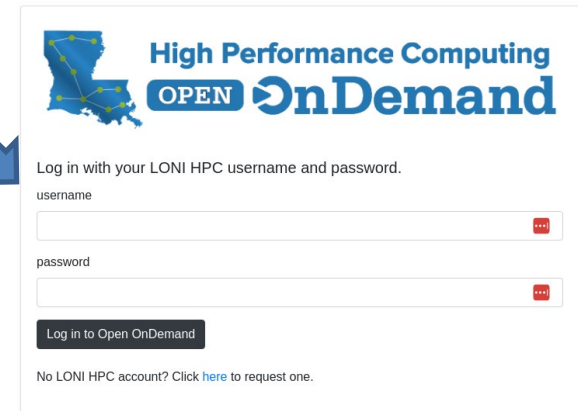 High Performance Computing
OPEN OnDemand
Log in with your LONI HPC username and password.
username
password
Log in to Open OnDemand
No LONI HPC account? Click here to request one.